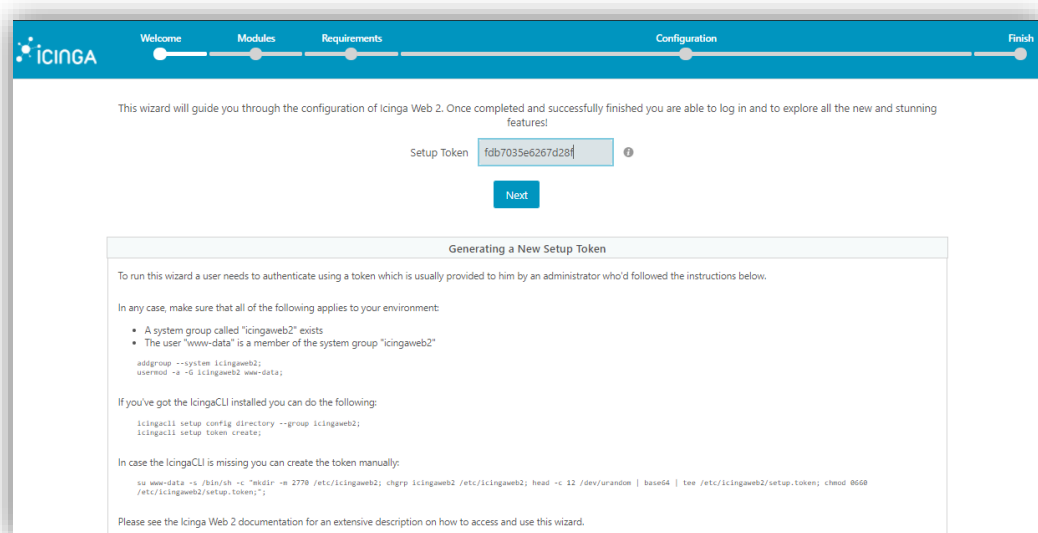 Welcome Modules Requirements Configuration Finish
ICINGA
This wizard will guide you through the configuration of Icinga Web 2. Once completed and successfully finished you are able to log in and to explore all the new and stunning
features!
Setup Token fdb7035e6267d28f
Next
Generating a New Setup Token
To run this wizard a user needs to authenticate using a token which is usually provided to him by an administrator who'd followed the instructions below.
In any case, make sure that all of the following applies to your environment:
• A system group called "icingaweb2" exists
• The user "www-data" is a member of the system group "icingaweb2"
addgroup --system icingaweb2;
usermod -a -G icingaweb2 www-data;
If you've got the IcingaCLI installed you can do the following:
icingacli setup config directory --group icingaweb2;
icingacli setup token create;
In case the IcingaCLI is missing you can create the token manually:
su www-data -s /bin/sh -c "mkdir -m 2770 /etc/icingaweb2; chgrp icingaweb2 /etc/icingaweb2; head -c 12 /dev/urandom | base64 | tee /etc/icingaweb2/setup.token; chmod 0660
/etc/icingaweb2/setup.token;";
Please see the Icinga Web 2 documentation for an extensive description on how to access and use this wizard.